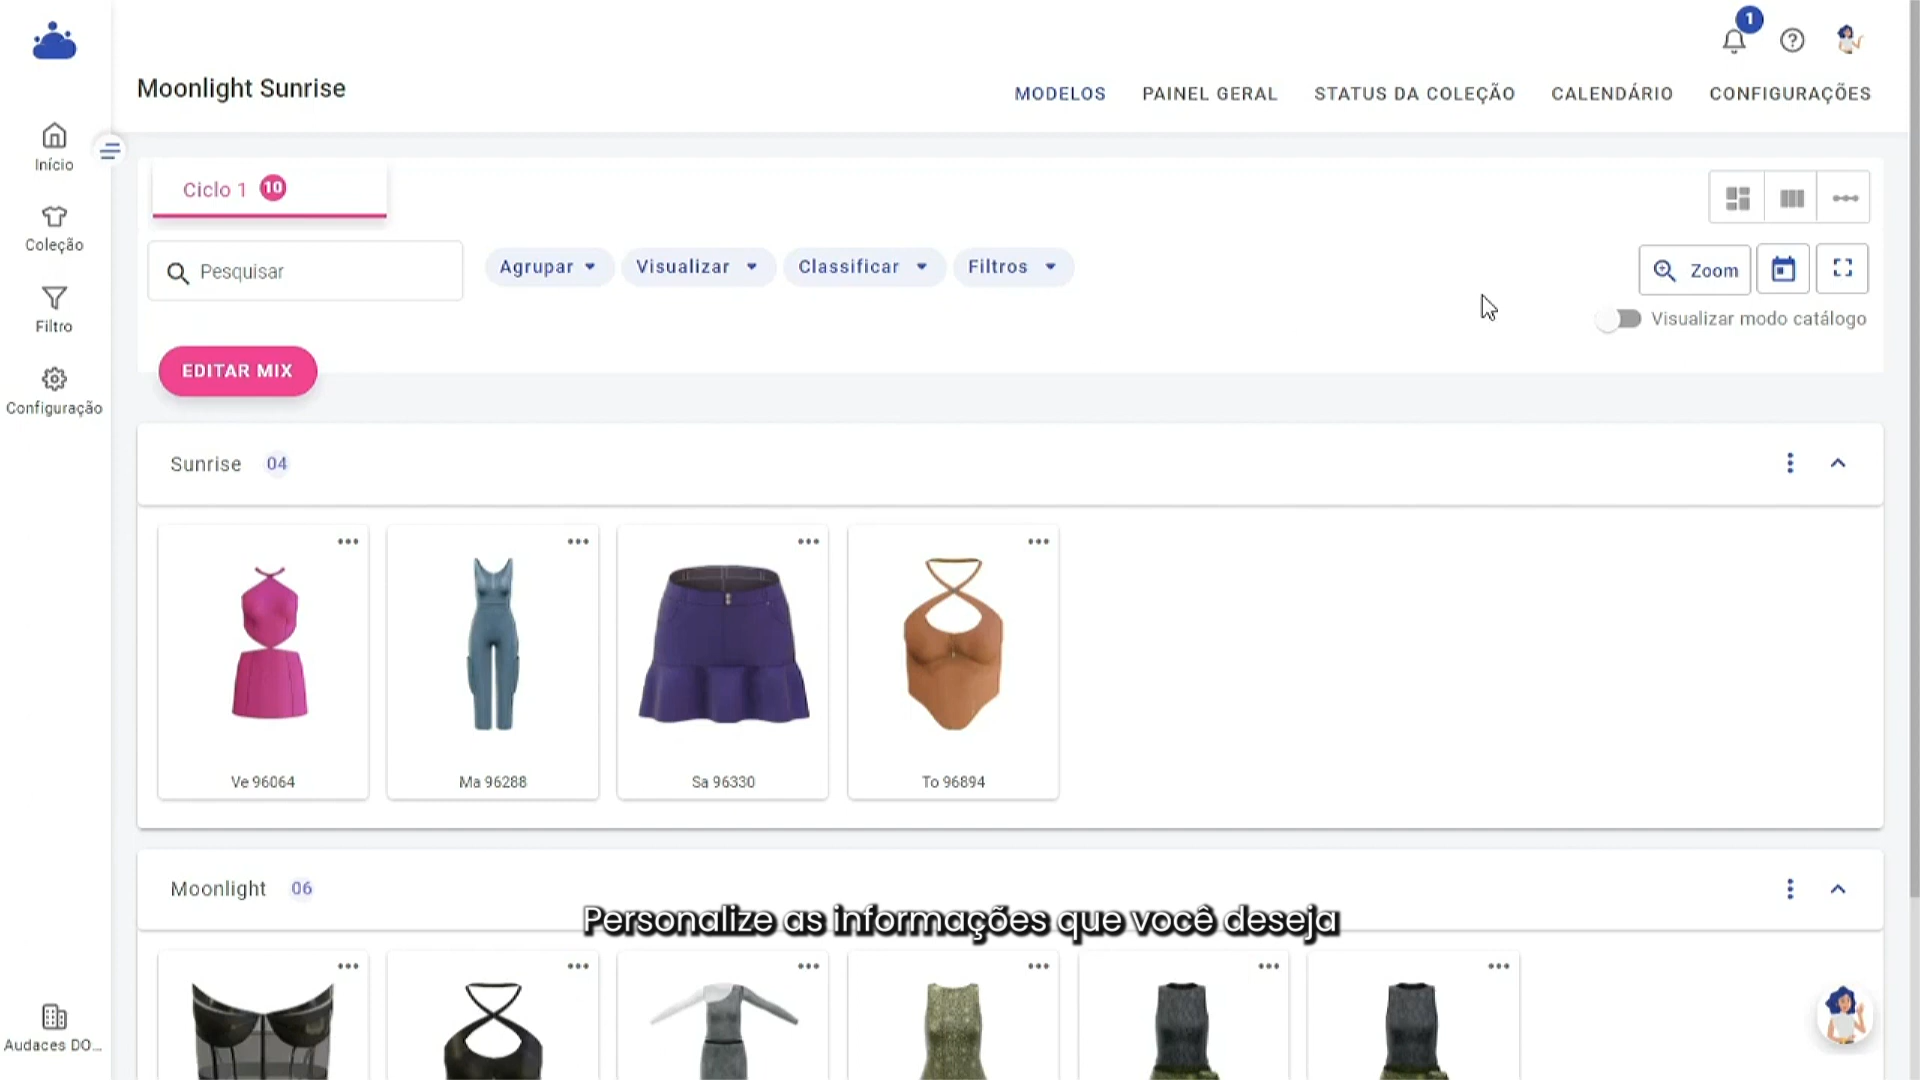 1
Moonlight Sunrise
MODELOS PAINEL GERAL STATUS DA COLEÇÃO CALENDÁRIO CONFIGURAÇÕES
Início
Coleção
Filtro
Configuração
Audaces DO...
Ciclo 1 10
Pesquisar
Agrupar Visualizar Classificar Filtros
Zoom
Visualizar modo catálogo
EDITAR MIX
Sunrise 04
Ve 96064 Ma 96288 Sa 96330 To 96894
Moonlight 06
Personalize as informações que você deseja